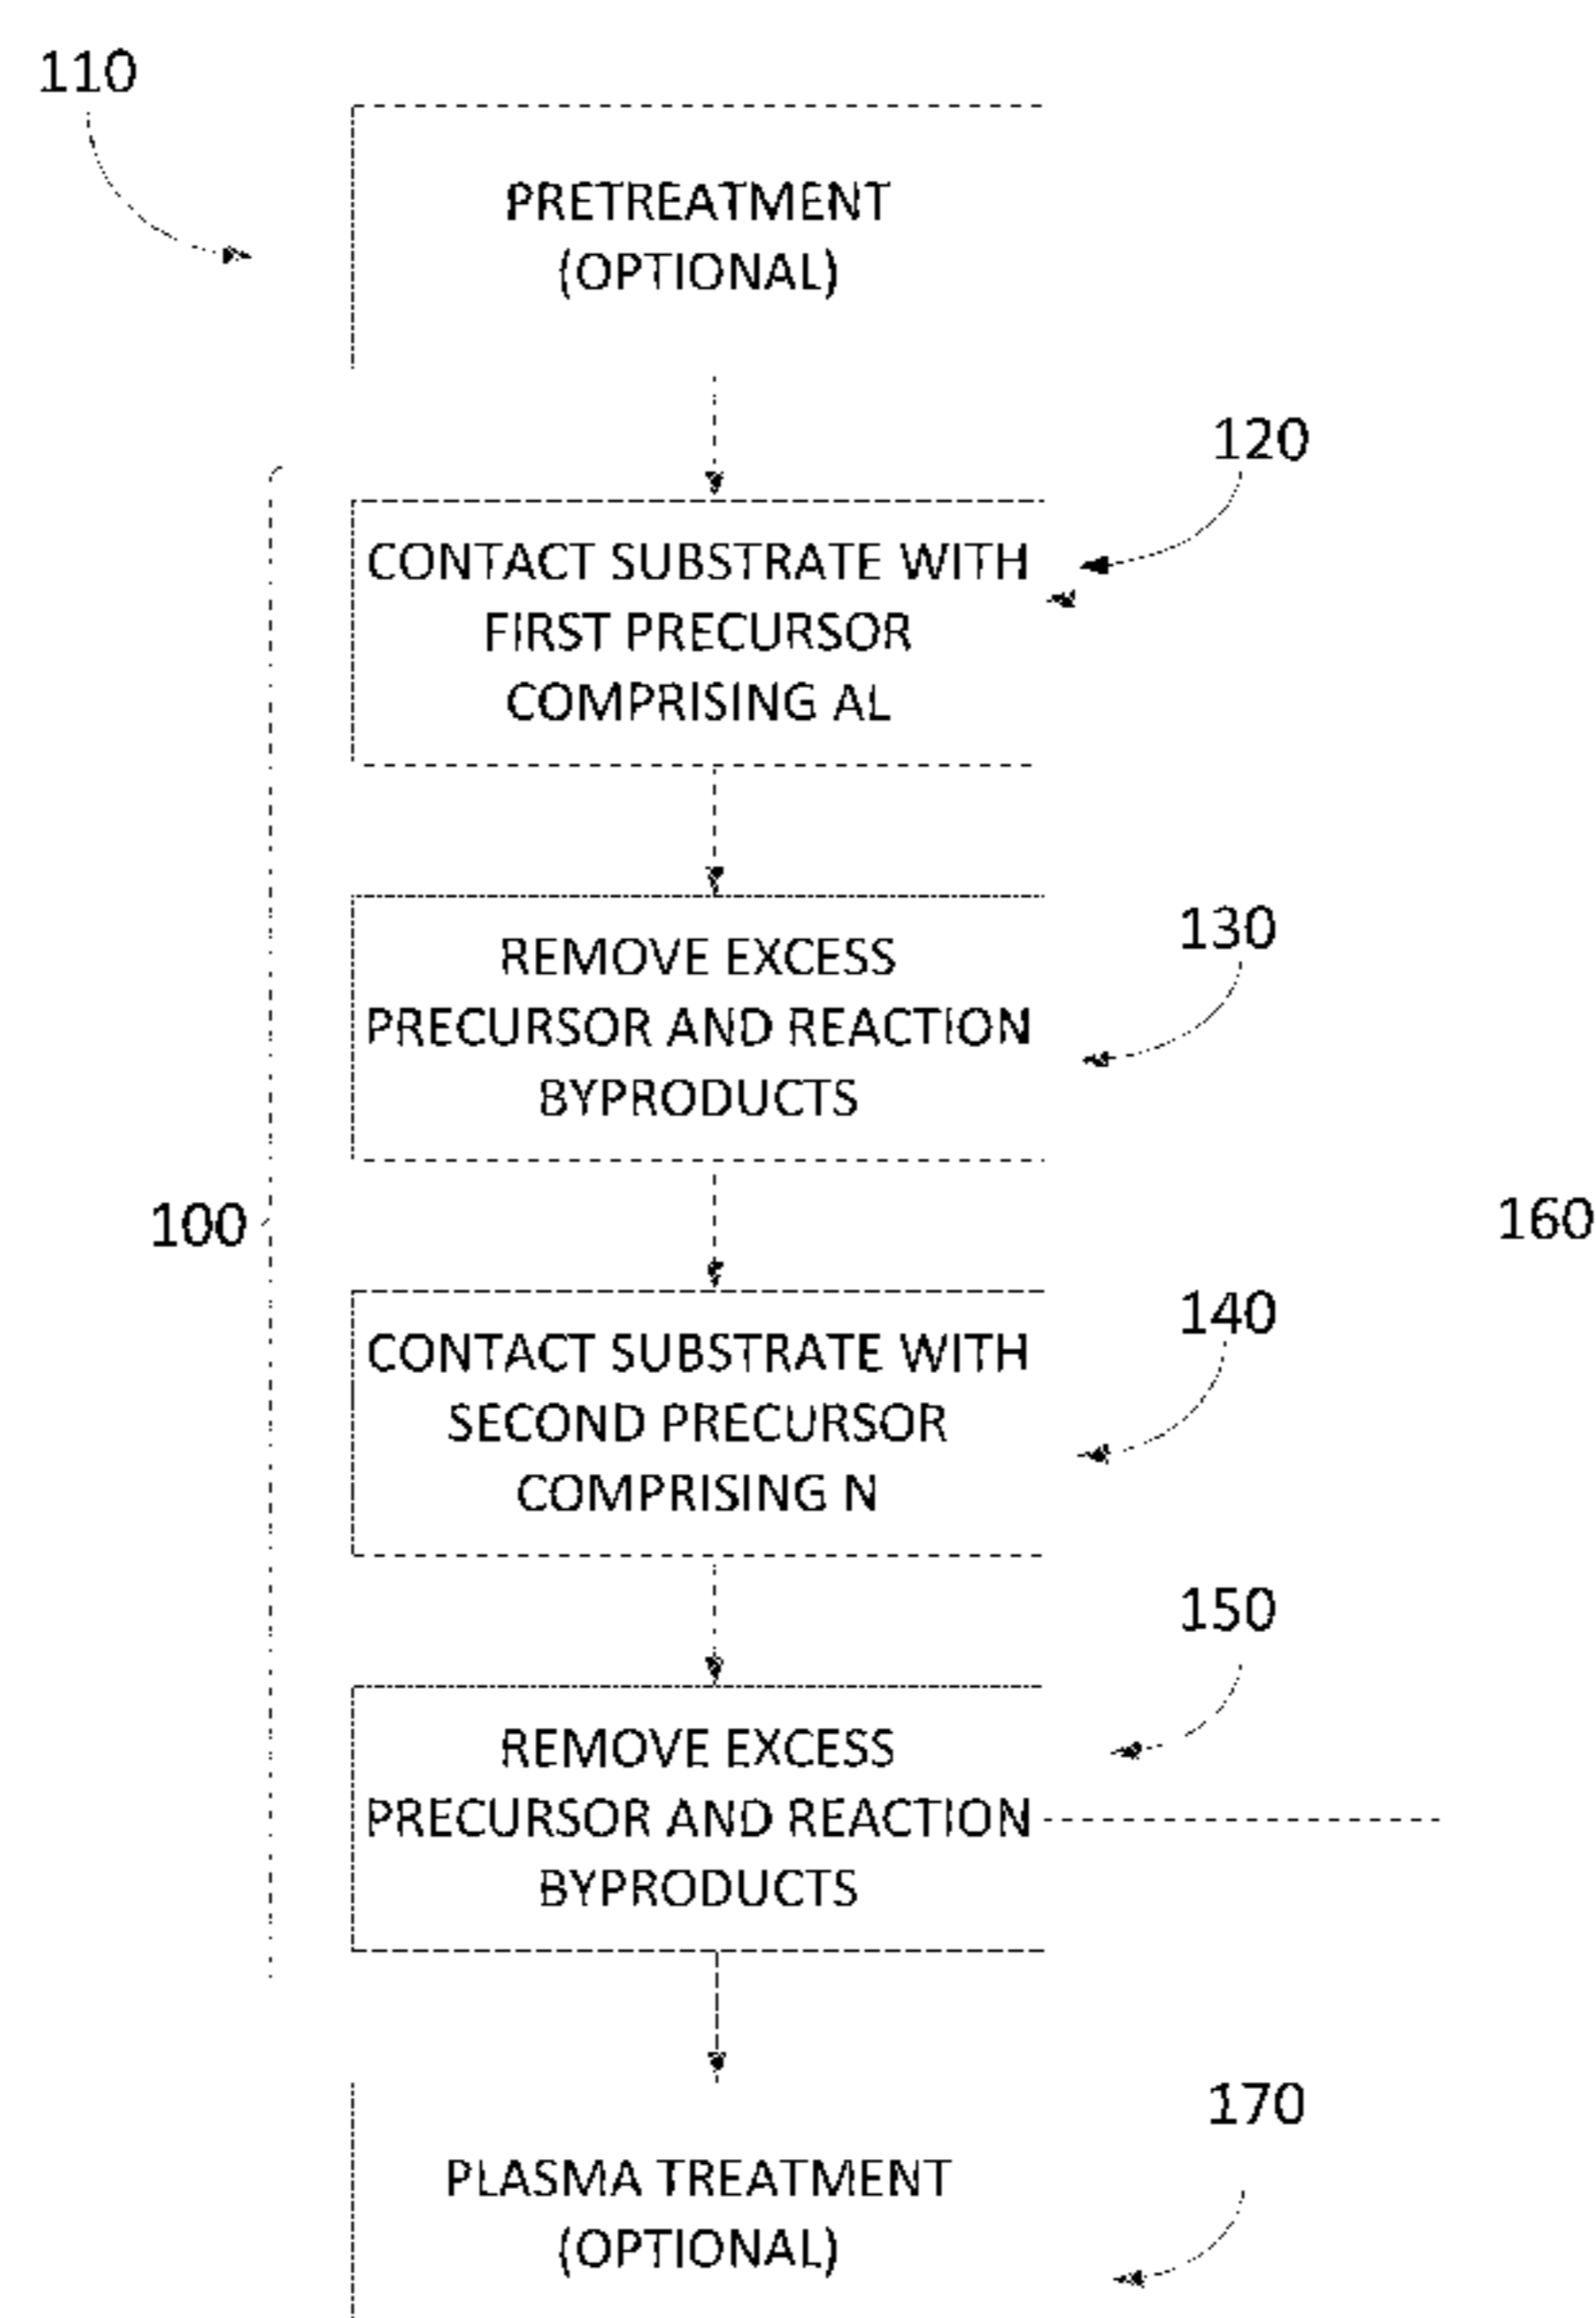 110
PRETREATMENT
(OPTIONAL)
120
CONTACT SUBSTRATE WITH
FIRST PRECURSOR
COMPRISING AL
130
REMOVE EXCESS
PRECURSOR AND REACTION
BYPRODUCTS
100
160
140
CONTACT SUBSTRATE WITH
SECOND PRECURSOR
COMPRISING N
150
REMOVE EXCESS
PRECURSOR AND REACTION
BYPRODUCTS
170
PLASMA TREATMENT
(OPTIONAL)